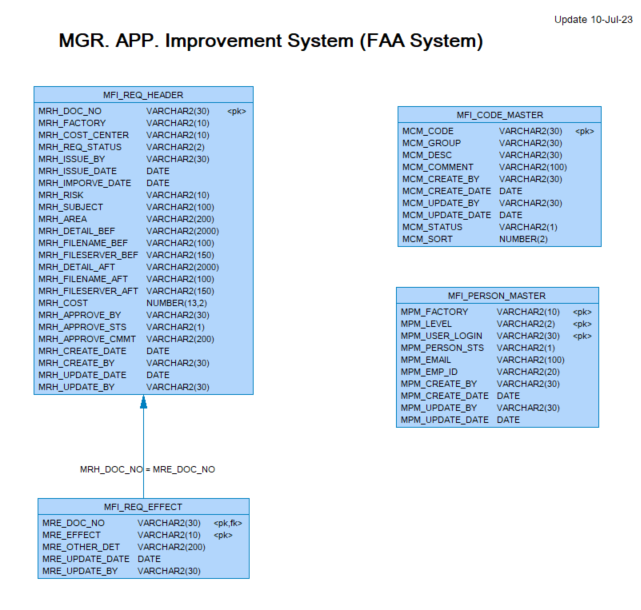 Update 10-Jul-23
MGR. APP. Improvement System (FAA System)
MFI_REQ_HEADER
MRH_DOC_NO VARCHAR2(30) <pk>
MRH_FACTORY VARCHAR2(10)
MRH_COST_CENTER VARCHAR2(10)
MRH_REQ_STATUS VARCHAR2(2)
MRH_ISSUE_BY VARCHAR2(30)
MRH_ISSUE_DATE DATE
MRH_IMPORVE_DATE DATE
MRH_RISK VARCHAR2(10)
MRH_SUBJECT VARCHAR2(100)
MRH_AREA VARCHAR2(200)
MRH_DETAIL_BEF VARCHAR2(2000)
MRH_FILENAME_BEF VARCHAR2(100)
MRH_FILESERVER_BEF VARCHAR2(150)
MRH_DETAIL_AFT VARCHAR2(2000)
MRH_FILENAME_AFT VARCHAR2(100)
MRH_FILESERVER_AFT VARCHAR2(150)
MRH_COST NUMBER(13,2)
MRH_APPROVE_BY VARCHAR2(30)
MRH_APPROVE_STS VARCHAR2(1)
MRH_APPROVE_CMMT VARCHAR2(200)
MRH_CREATE_DATE DATE
MRH_CREATE_BY VARCHAR2(30)
MRH_UPDATE_DATE DATE
MRH_UPDATE_BY VARCHAR2(30)
MFI_CODE_MASTER
MCM_CODE VARCHAR2(30) <pk>
MCM_GROUP VARCHAR2(30)
MCM_DESC VARCHAR2(30)
MCM_COMMENT VARCHAR2(100)
MCM_CREATE_BY VARCHAR2(30)
MCM_CREATE_DATE DATE
MCM_UPDATE_BY VARCHAR2(30)
MCM_UPDATE_DATE DATE
MCM_STATUS VARCHAR2(1)
MCM_SORT NUMBER(2)
MFI_PERSON_MASTER
MPM_FACTORY VARCHAR2(10) <pk>
MPM_LEVEL VARCHAR2(2) <pk>
MPM_USER_LOGIN VARCHAR2(30) <pk>
MPM_PERSON_STS VARCHAR2(1)
MPM_EMAIL VARCHAR2(100)
MPM_EMP_ID VARCHAR2(20)
MPM_CREATE_BY VARCHAR2(30)
MPM_CREATE_DATE DATE
MPM_UPDATE_BY VARCHAR2(30)
MPM_UPDATE_DATE DATE
MRH_DOC_NO = MRE_DOC_NO
MFI_REQ_EFFECT
MRE_DOC_NO VARCHAR2(30) <pk,fk>
MRE_EFFECT VARCHAR2(10) <pk>
MRE_OTHER_DET VARCHAR2(200)
MRE_UPDATE_DATE DATE
MRE_UPDATE_BY VARCHAR2(30)